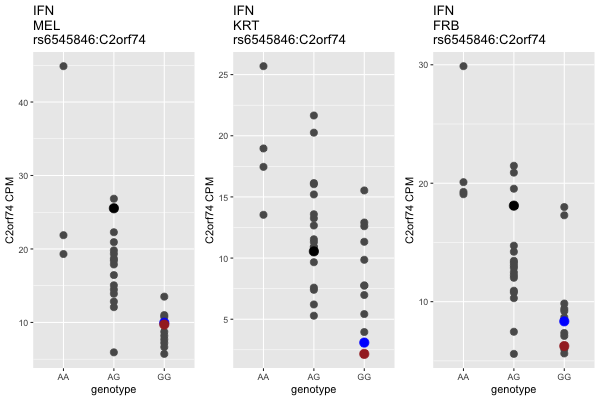 IFN
MEL
rs6545846:C2orf74
C2orf74 CPM
40
30
20
10
AA AG GG
genotype
IFN
KRT
rs6545846:C2orf74
C2orf74 CPM
25
20
15
10
5
AA AG GG
genotype
IFN
FRB
rs6545846:C2orf74
C2orf74 CPM
30
20
10
AA AG GG
genotype